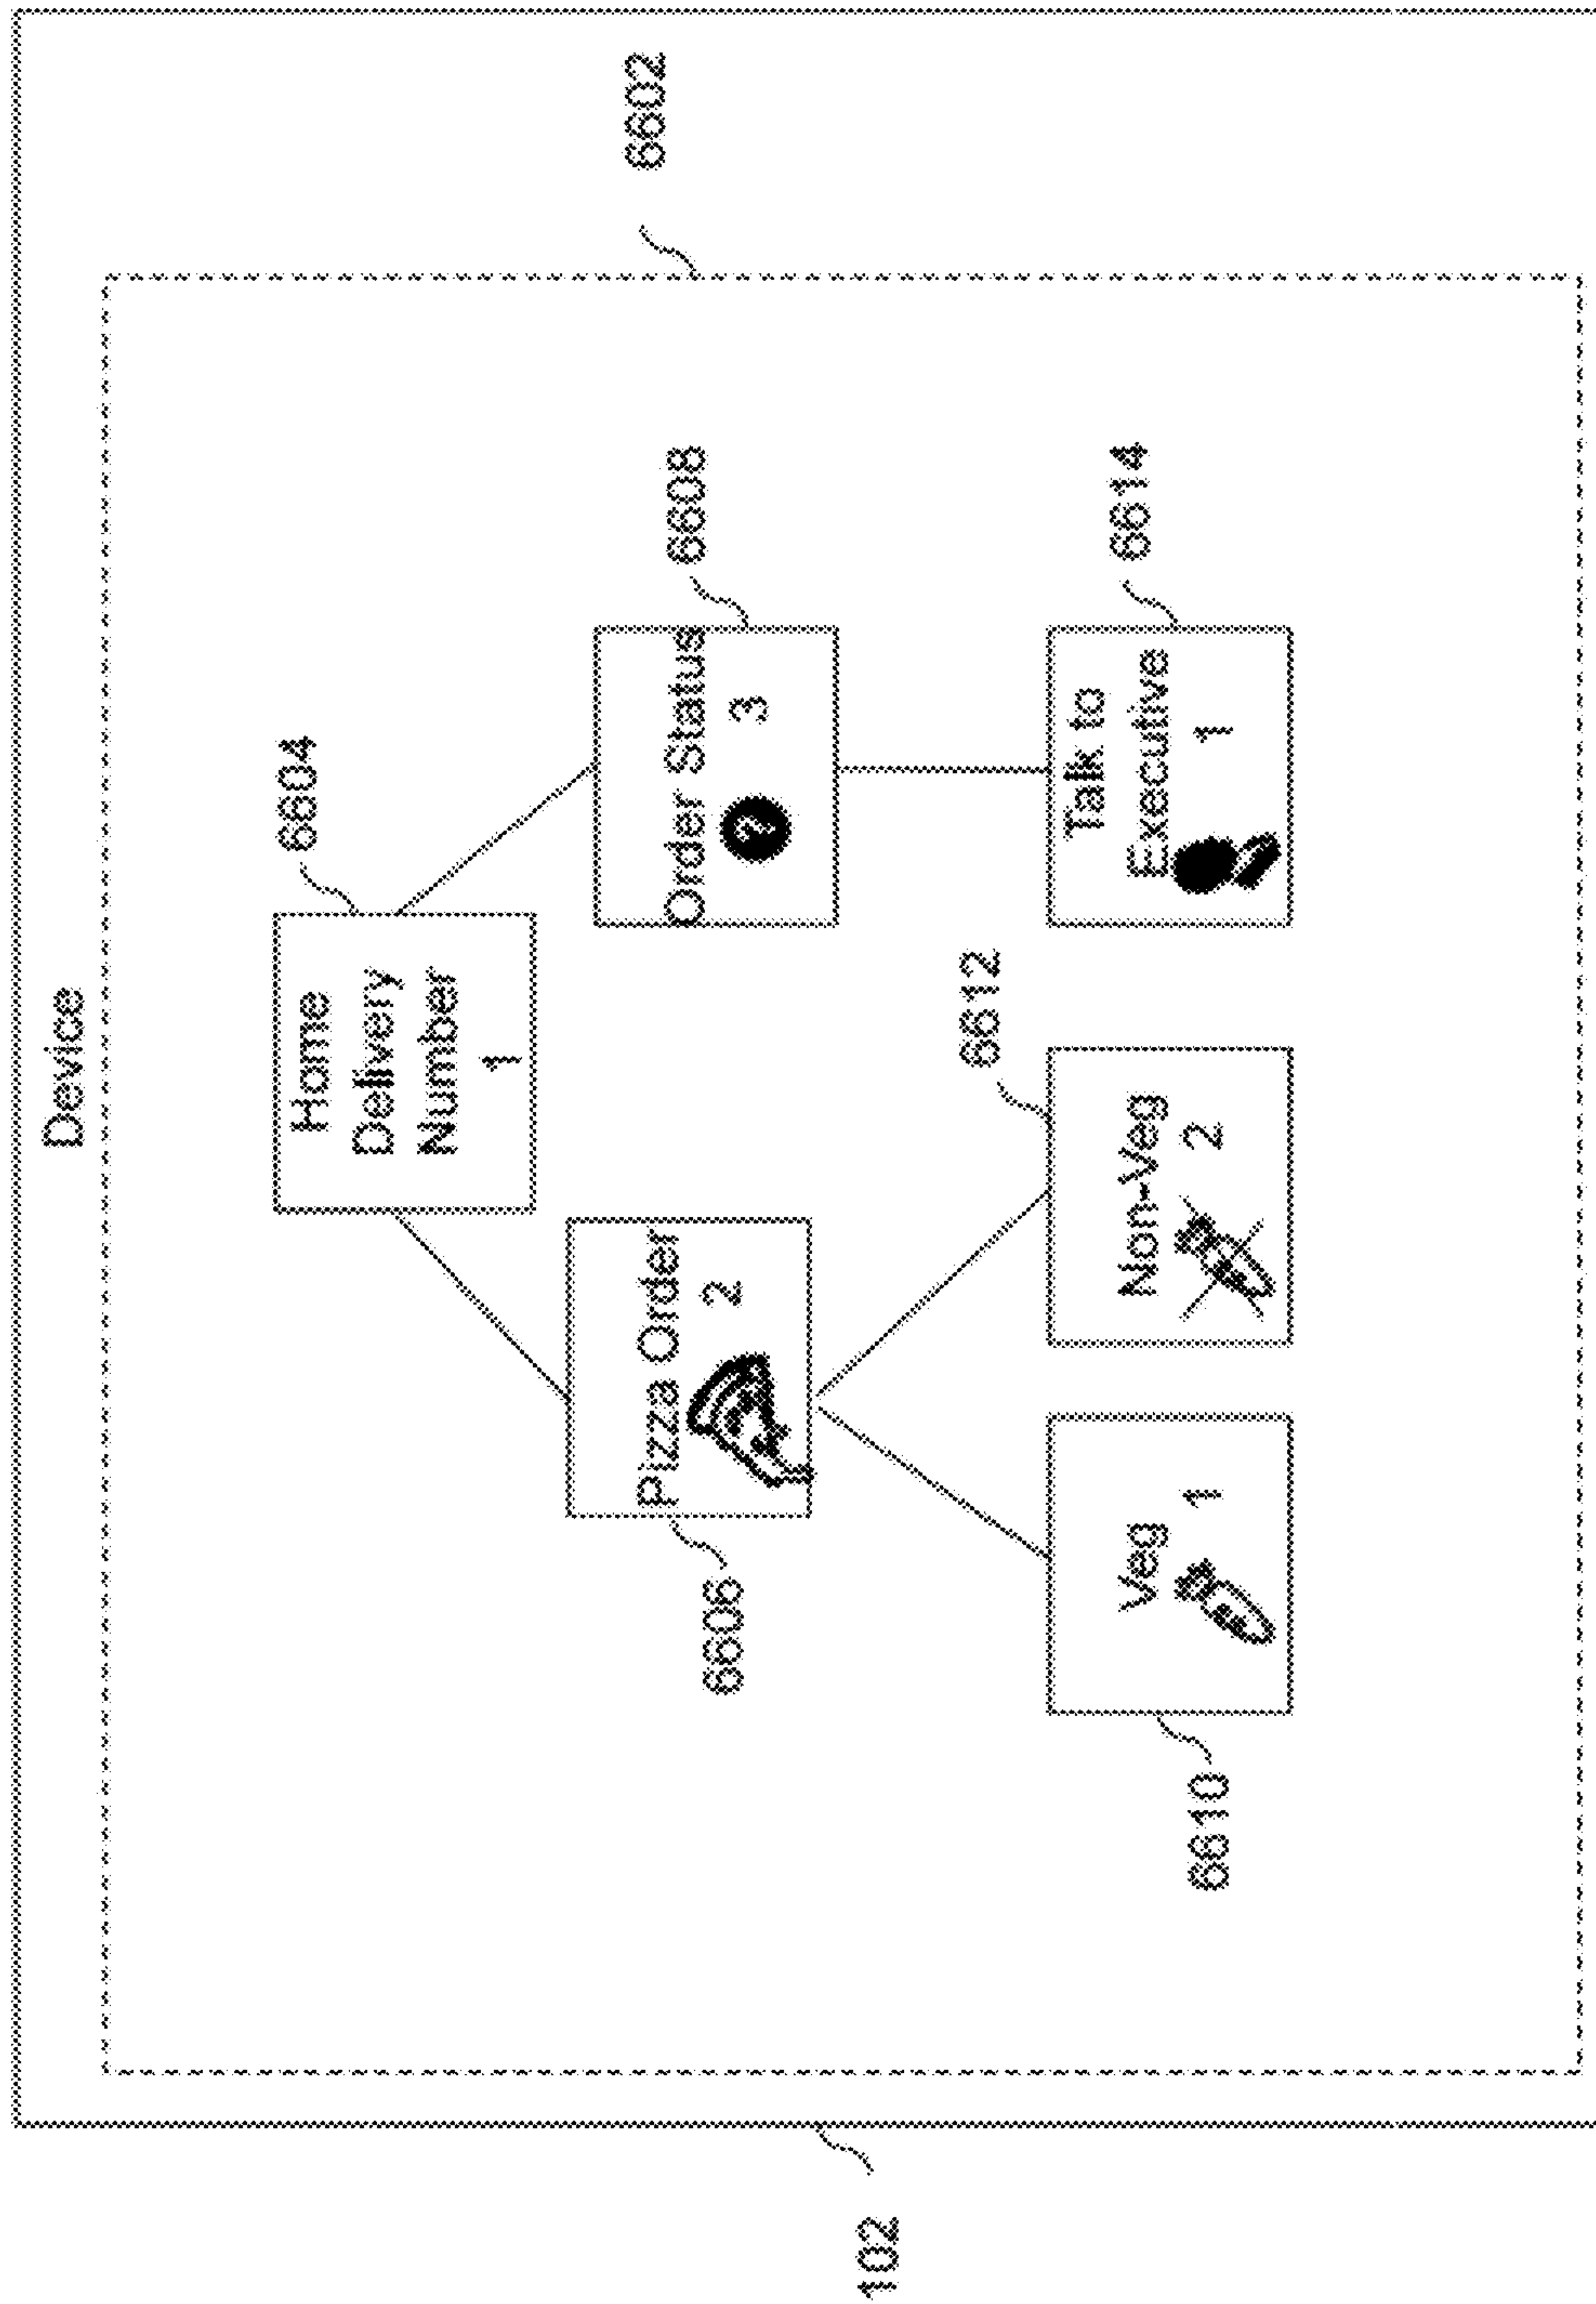 Device
6602
6604
Home
Delivery
Number
1
6606
Pizza Order
2
Order Status
3
?
6608
6610
Veg
1
6612
Non-Veg
2
Talk to
Executive
1
6614
102